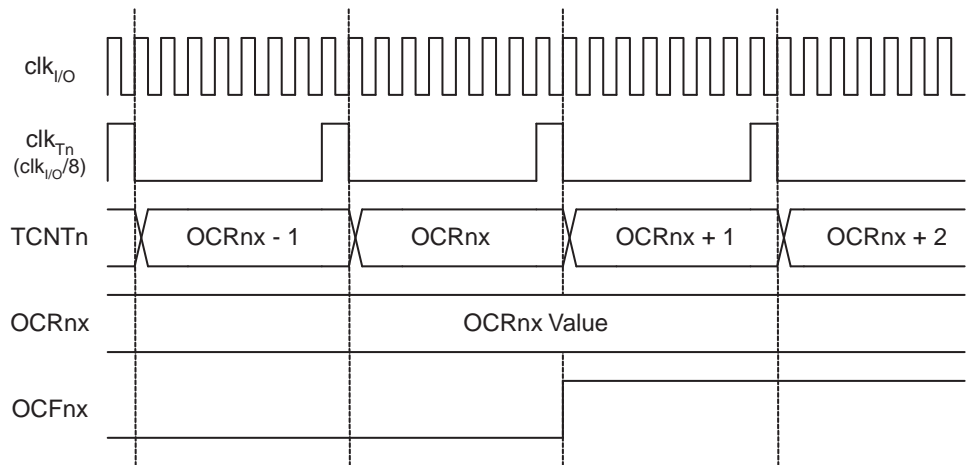 clkI/O
clkTn
(clkI/O/8)
TCNTn
OCRnx - 1
OCRnx
OCRnx + 1
OCRnx + 2
OCRnx
OCRnx Value
OCFnx